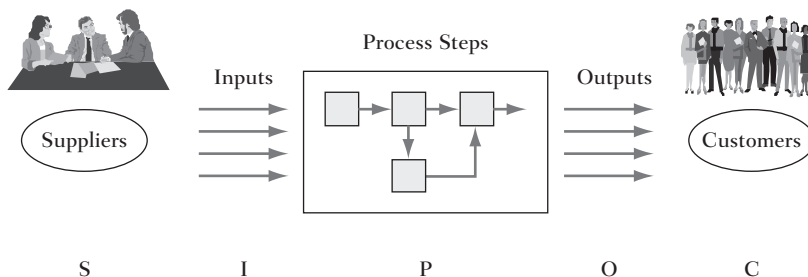 Process Steps
Inputs
Outputs
Suppliers
Customers
S I P O C